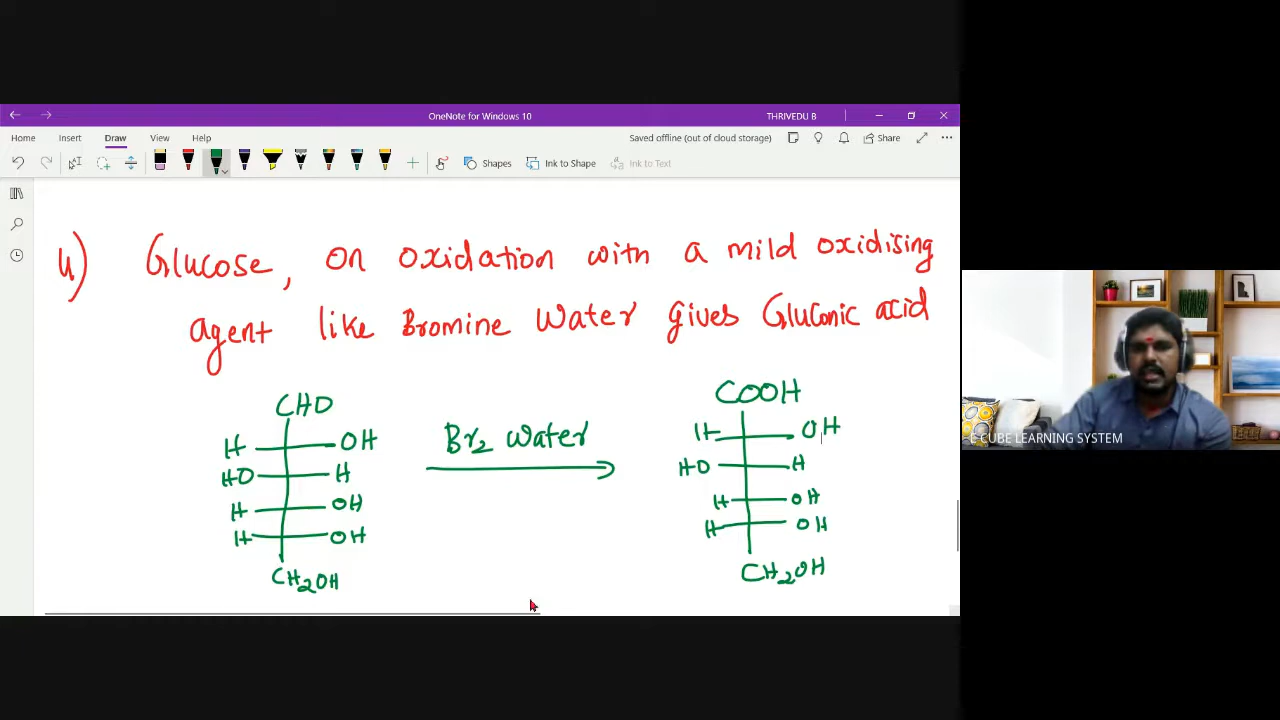 OneNote for Windows 10
THRIVEDU B
Home Insert Draw View Help
Saved offline (out of cloud storage)
Share
Shapes
Ink to Shape
Ink to Text
4) Glucose, on oxidation with a mild oxidising
agent like Bromine Water gives Gluconic acid
CHO
H OH
HO H
H OH
H OH
CH2OH
Br2 water
COOH
H OH
HO H
H OH
H OH
CH2OH
C CUBE LEARNING SYSTEM